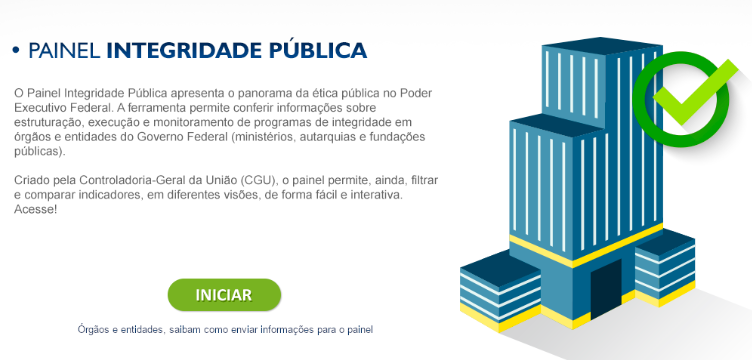 • PAINEL INTEGRIDADE PÚBLICA
O Painel Integridade Pública apresenta o panorama da ética pública no Poder
Executivo Federal. A ferramenta permite conferir informações sobre
estruturação, execução e monitoramento de programas de integridade em
órgãos e entidades do Governo Federal (ministérios, autarquias e fundações
públicas).
Criado pela Controladoria-Geral da União (CGU), o painel permite, ainda, filtrar
e comparar indicadores, em diferentes visões, de forma fácil e interativa.
Acesse!
INICIAR
Órgãos e entidades, saibam como enviar informações para o painel